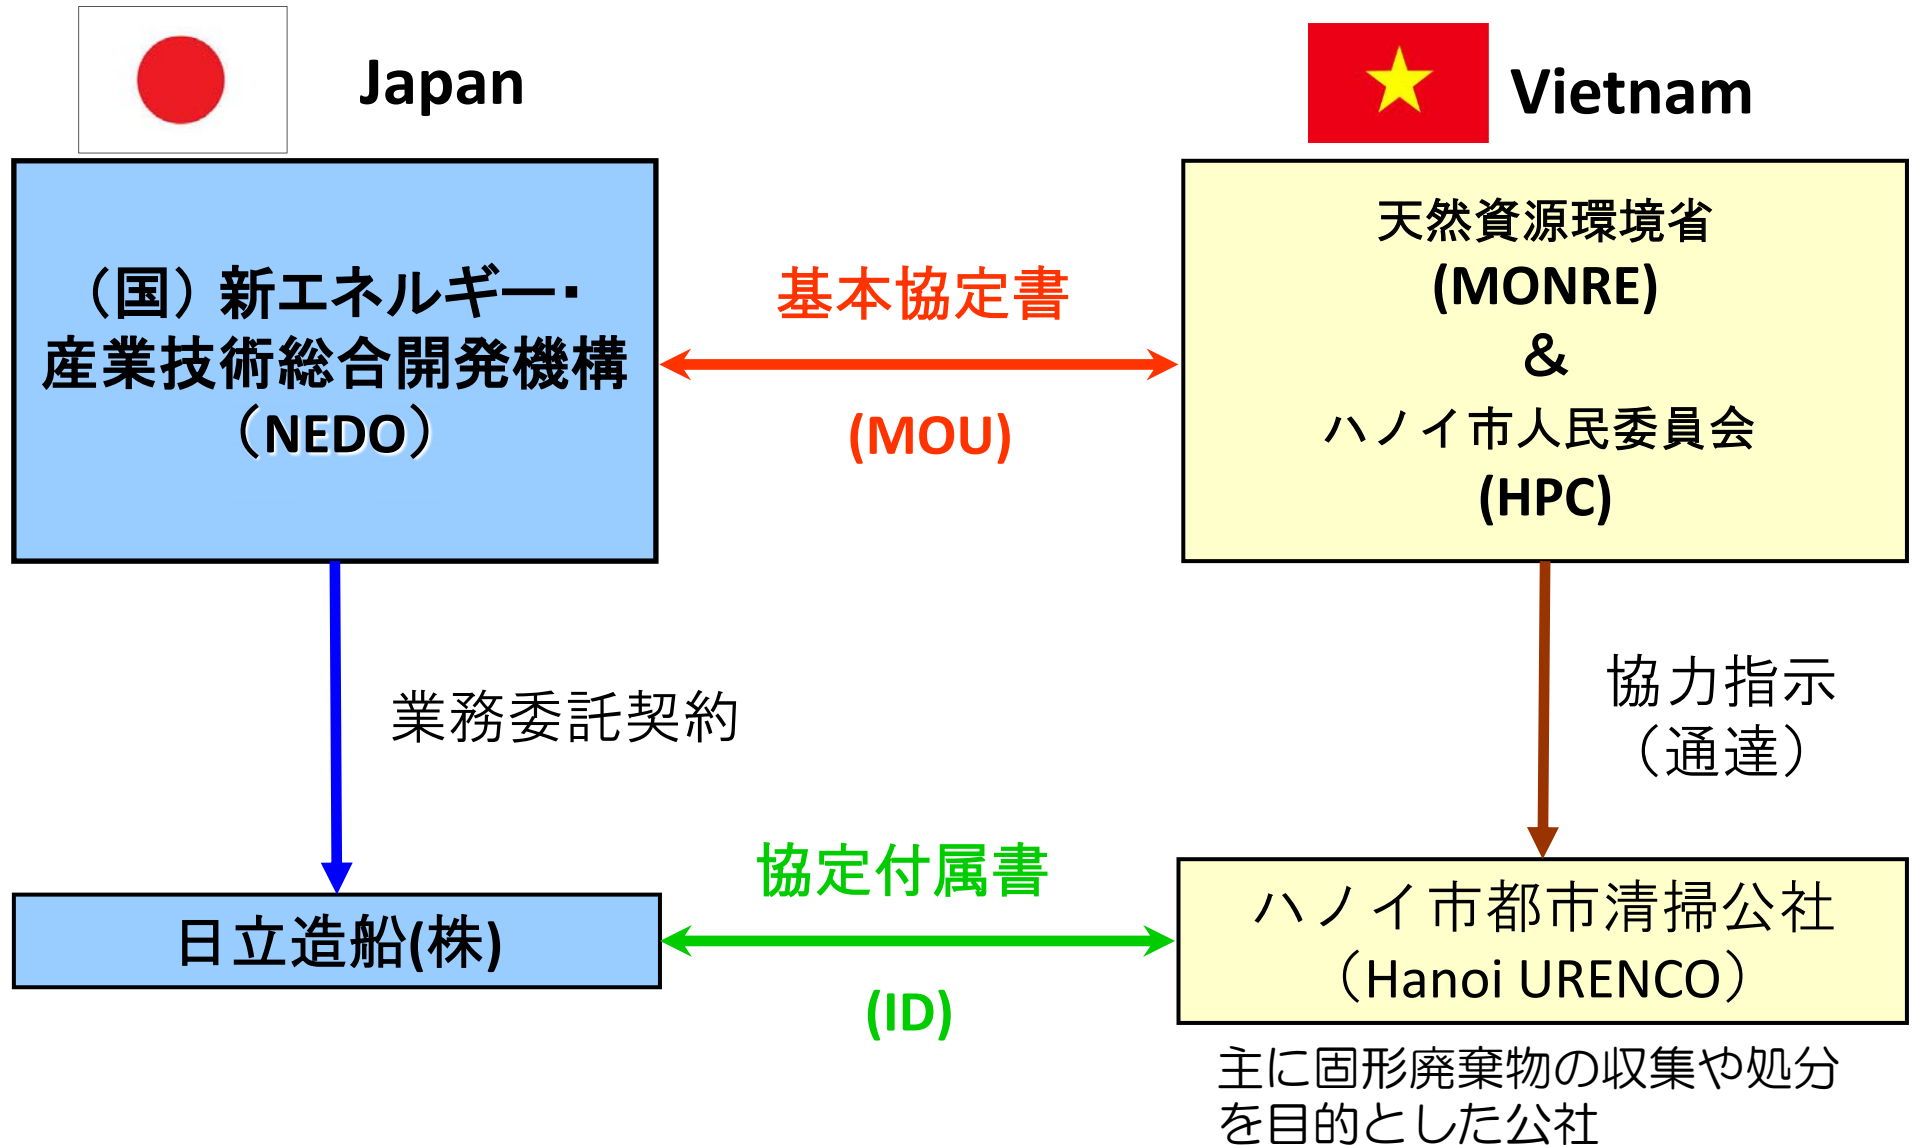 Japan
Vietnam
（国）新エネルギー・
産業技術総合開発機構
（NEDO）
基本協定書
(MOU)
天然資源環境省
(MONRE)
＆
ハノイ市人民委員会
(HPC)
業務委託契約
協力指示
（通達）
日立造船(株)
協定付属書
(ID)
ハノイ市都市清掃公社
（Hanoi URENCO）
主に固形廃棄物の収集や処分
を目的とした公社